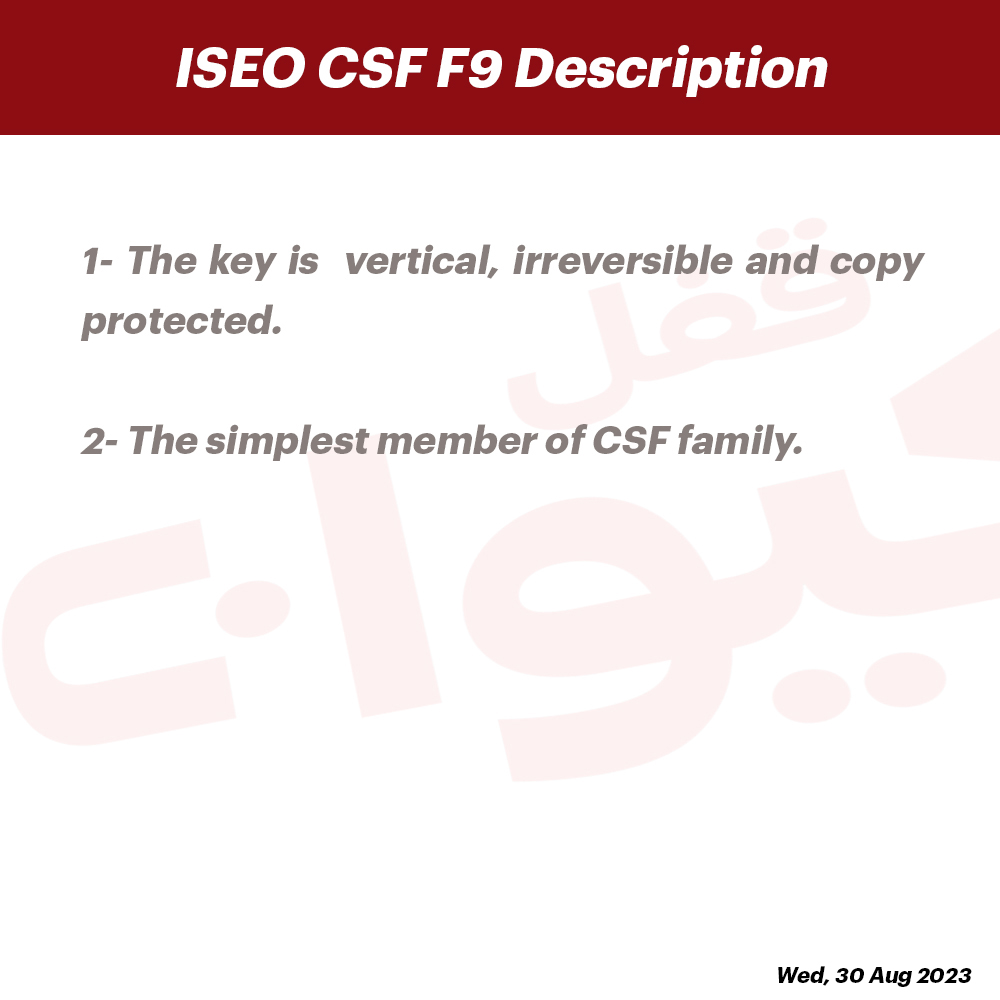 ISEO CSF F9 Description
1- The key is vertical, irreversible and copy
protected.
2- The simplest member of CSF family.
قفل
کیوان
Wed, 30 Aug 2023